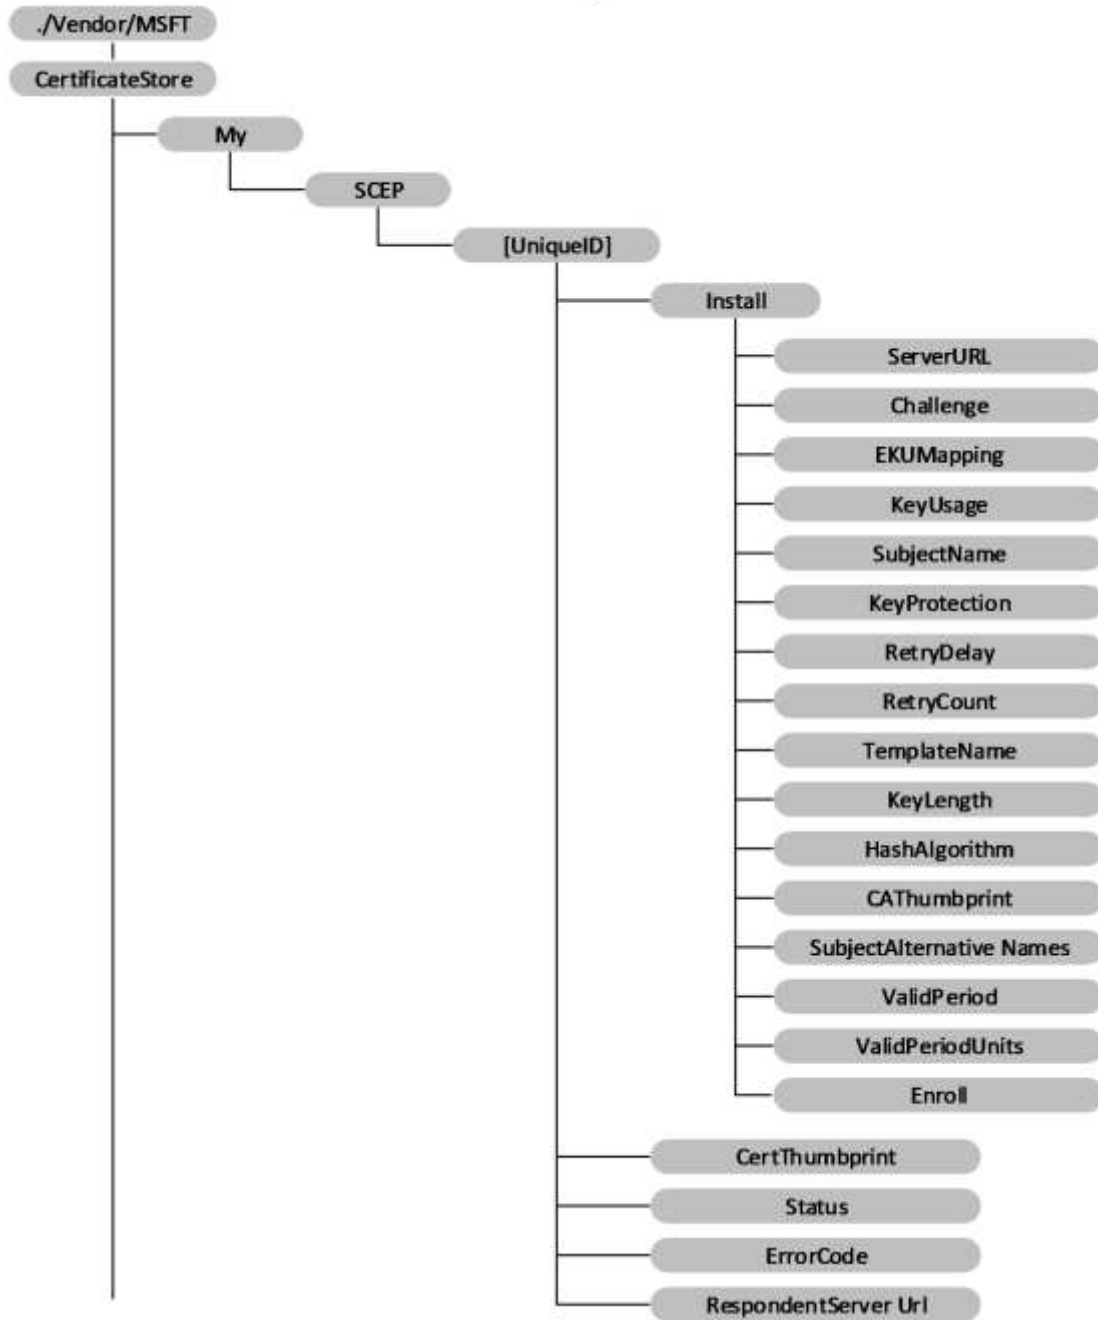 ./Vendor/MSFT
CertificateStore
My
SCEP
[UniqueID]
Install
ServerURL
Challenge
EKUMapping
KeyUsage
SubjectName
KeyProtection
RetryDelay
RetryCount
TemplateName
KeyLength
HashAlgorithm
CAThumbprint
SubjectAlternative Names
ValidPeriod
ValidPeriodUnits
Enroll
CertThumbprint
Status
ErrorCode
RespondentServer Url